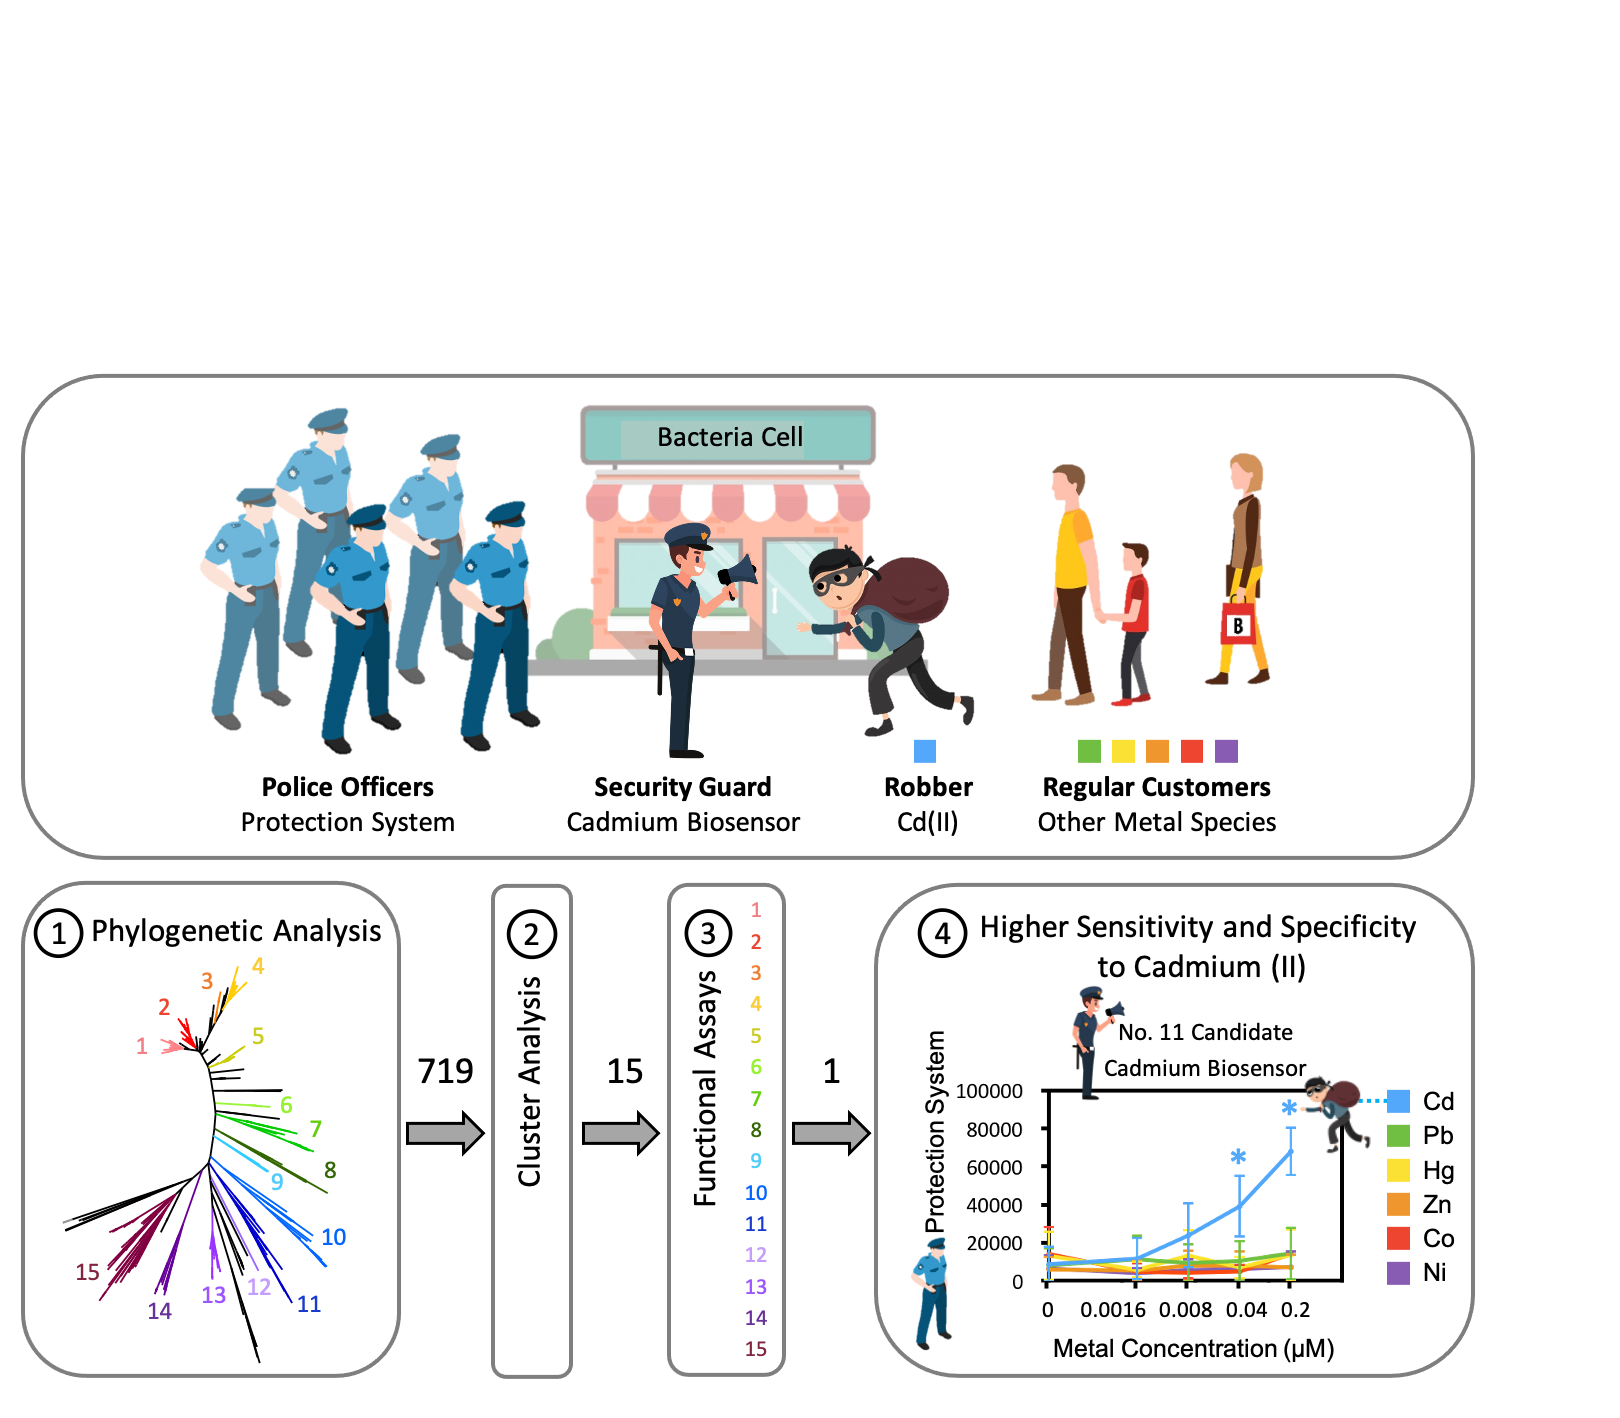 Bacteria Cell
B
Police Officers
Protection System
Security Guard
Cadmium Biosensor
Robber
Cd(II)
Regular Customers
Other Metal Species
1 Phylogenetic Analysis
1
2
3
4
5
6
7
8
9
10
11
12
13
14
15
719
2
Cluster Analysis
15
3
Functional Assays
1
2
3
4
5
6
7
8
9
10
11
12
13
14
15
1
4 Higher Sensitivity and Specificity
to Cadmium (II)
No. 11 Candidate
Cadmium Biosensor
Protection System
100000
80000
60000
40000
20000
0
*
*
0 0.0016 0.008 0.04 0.2
Metal Concentration (µM)
Cd
Pb
Hg
Zn
Co
Ni